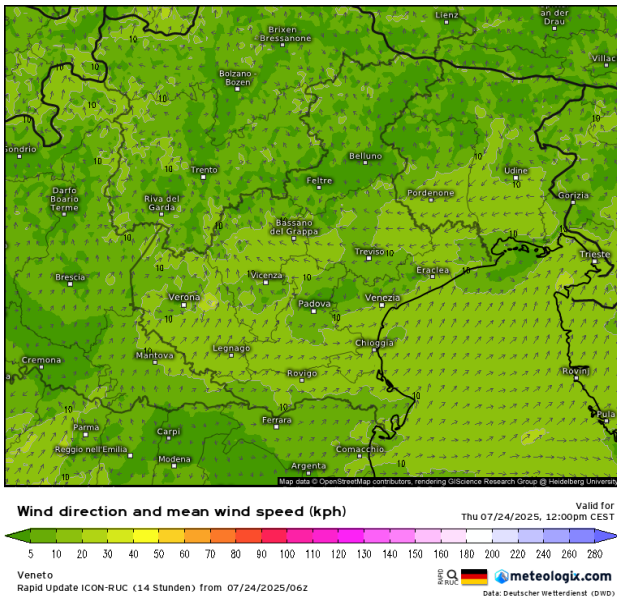 Lienz
an der
Drau
Brixen
- Bressanone
Villac
Bolzano -
Bozen
10
Sondrio
Belluno
Trento
Udine
Feltre
Darfo
Boario
Terme
Pordenone
Gorizia
Riva del
Garda
Bassano
del Grappa
Treviso
Trieste
Eraclea
Brescia
Vicenza
Verona
Padova
Venezia
Chioggia
Legnago
Mantova
Cremona
Rovinj
Rovigo
Pula
Ferrara
Parma
Carpi
Reggio nell'Emilia
Comacchio
Modena
Argenta
Map data © OpenStreetMap contributors, rendering GIScience Research Group @ Heidelberg University
Wind direction and mean wind speed (kph)
Valid for
Thu 07/24/2025, 12:00pm CEST
5 10 20 30 40 50 60 70 80 90 100 110 120 130 140 160 180 200 220 240 260 280
Veneto
Rapid Update ICON-RUC (14 Stunden) from 07/24/2025/06z
RAPID RUC
meteologix.com
Data: Deutscher Wetterdienst (DWD)